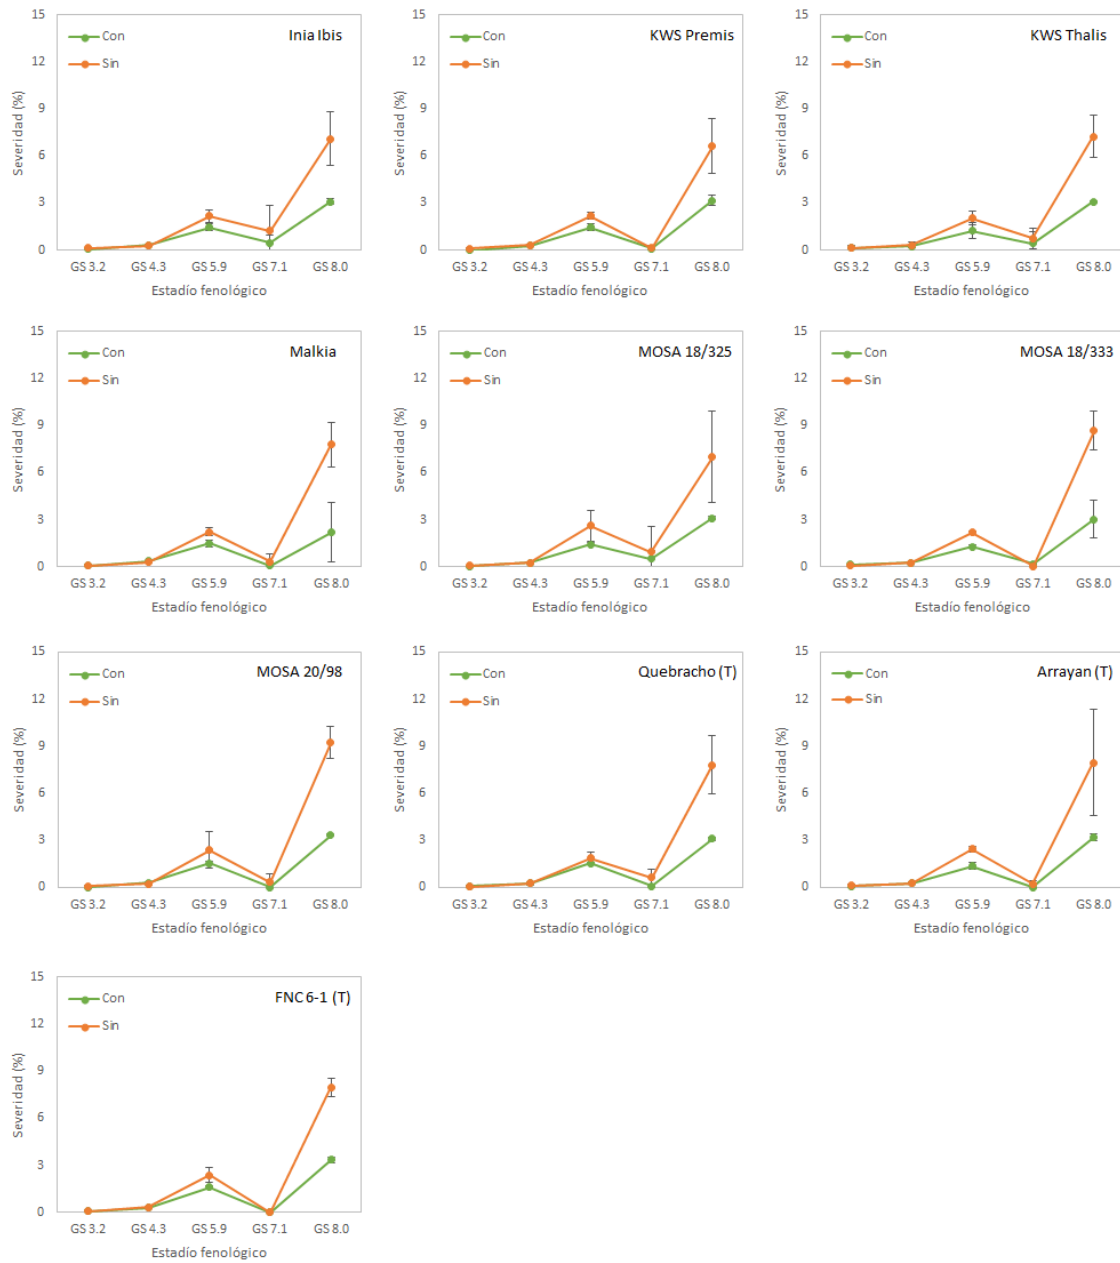 15
12
9
6
3
0
Severidad (%)
Con
Sin
Inia Ibis
GS 3.2 GS 4.3 GS 5.9 GS 7.1 GS 8.0
Estadío fenológico
15
12
9
6
3
0
Severidad (%)
Con
Sin
KWS Premis
GS 3.2 GS 4.3 GS 5.9 GS 7.1 GS 8.0
Estadío fenológico
15
12
9
6
3
0
Severidad (%)
Con
Sin
KWS Thalis
GS 3.2 GS 4.3 GS 5.9 GS 7.1 GS 8.0
Estadío fenológico
15
12
9
6
3
0
Severidad (%)
Con
Sin
Malkia
GS 3.2 GS 4.3 GS 5.9 GS 7.1 GS 8.0
Estadío fenológico
15
12
9
6
3
0
Severidad (%)
Con
Sin
MOSA 18/325
GS 3.2 GS 4.3 GS 5.9 GS 7.1 GS 8.0
Estadío fenológico
15
12
9
6
3
0
Severidad (%)
Con
Sin
MOSA 18/333
GS 3.2 GS 4.3 GS 5.9 GS 7.1 GS 8.0
Estadío fenológico
15
12
9
6
3
0
Severidad (%)
Con
Sin
MOSA 20/98
GS 3.2 GS 4.3 GS 5.9 GS 7.1 GS 8.0
Estadío fenológico
15
12
9
6
3
0
Severidad (%)
Con
Sin
Quebracho (T)
GS 3.2 GS 4.3 GS 5.9 GS 7.1 GS 8.0
Estadío fenológico
15
12
9
6
3
0
Severidad (%)
Con
Sin
Arrayan (T)
GS 3.2 GS 4.3 GS 5.9 GS 7.1 GS 8.0
Estadío fenológico
15
12
9
6
3
0
Severidad (%)
Con
Sin
FNC 6-1 (T)
GS 3.2 GS 4.3 GS 5.9 GS 7.1 GS 8.0
Estadío fenológico